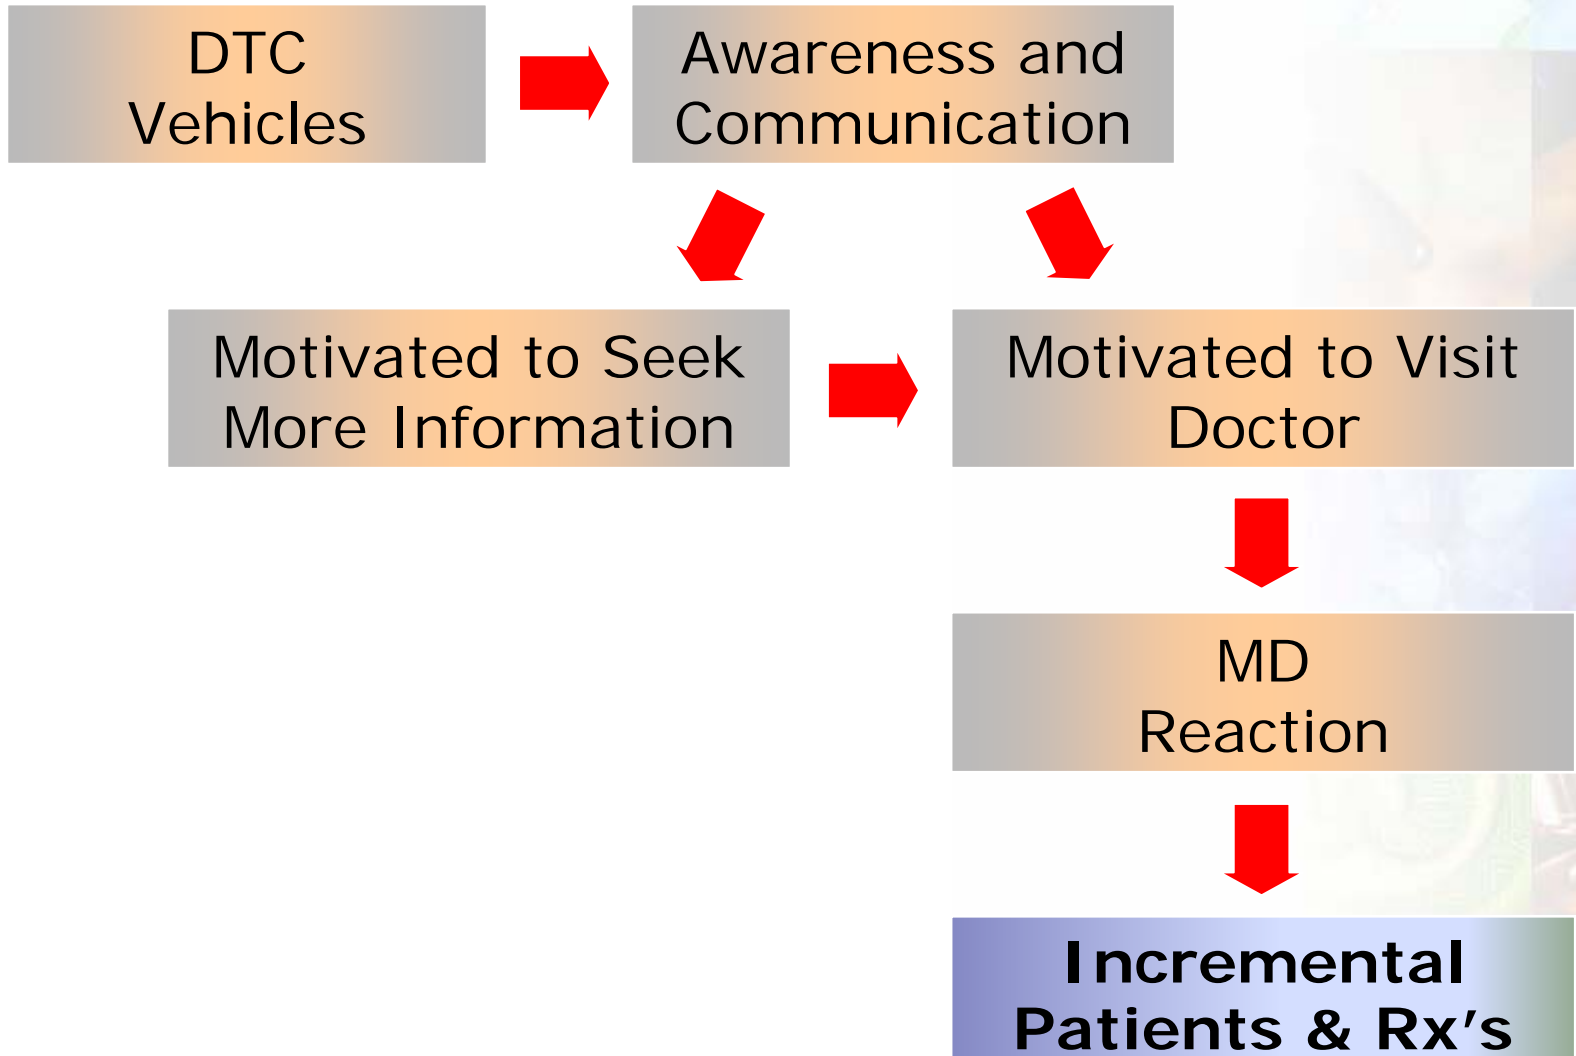 DTC
Vehicles
Awareness and
Communication
Motivated to Seek
More Information
Motivated to Visit
Doctor
MD
Reaction
Incremental
Patients & Rx's